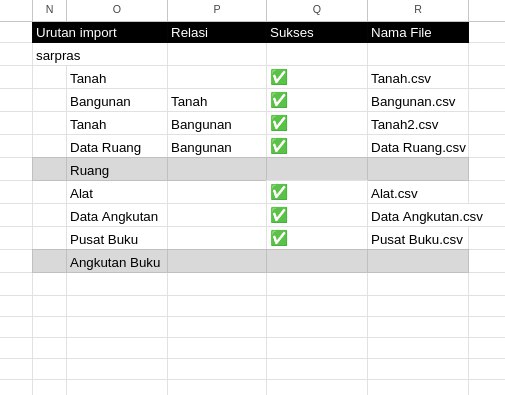 N O P Q R
Urutan import Relasi Sukses Nama File
sarpras
Tanah ✅ Tanah.csv
Bangunan Tanah ✅ Bangunan.csv
Tanah Bangunan ✅ Tanah2.csv
Data Ruang Bangunan ✅ Data Ruang.csv
Ruang
Alat ✅ Alat.csv
Data Angkutan ✅ Data Angkutan.csv
Pusat Buku ✅ Pusat Buku.csv
Angkutan Buku